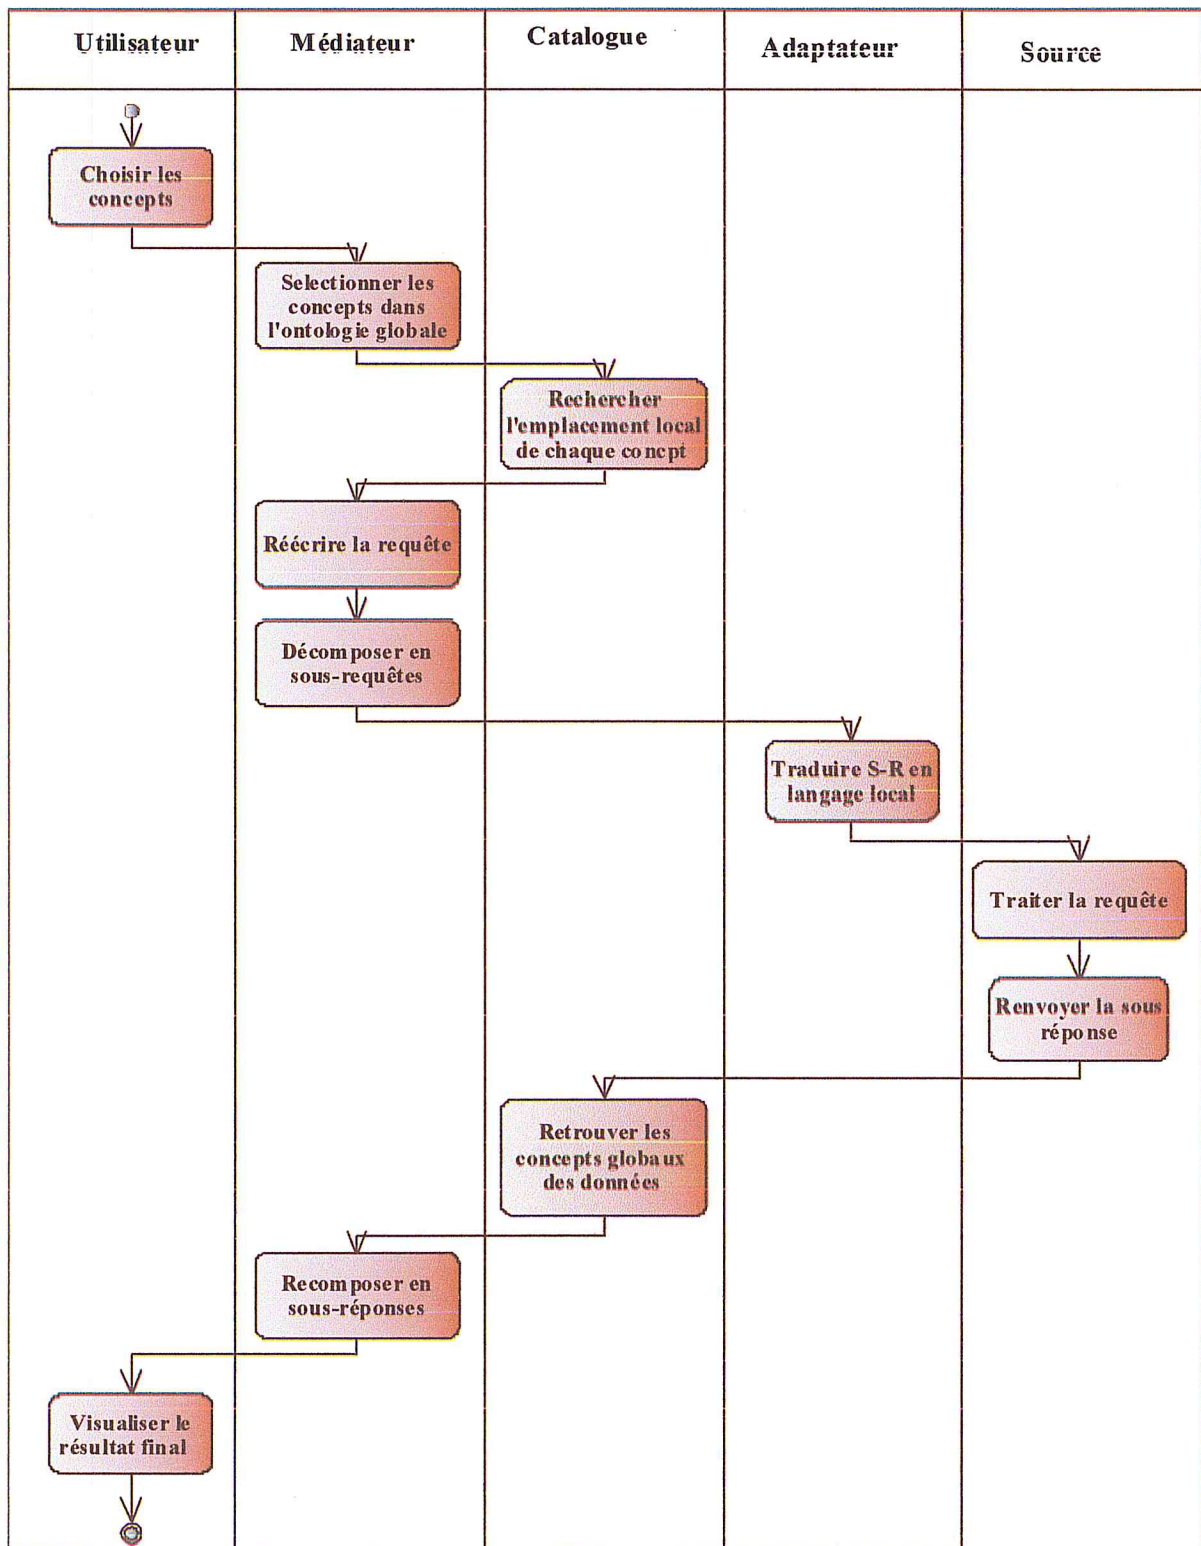 Utilisateur
Médiateur
Catalogue
Adaptateur
Source
Choisir les
concepts
Selectionner les
concepts dans
l'ontologie globale
Rechercher
l'emplacement local
de chaque concpt
Réécrire la requête
Décomposer en
sous-requêtes
Traduire S-R en
langage local
Traiter la requête
Renvoyer la sous
réponse
Retrouver les
concepts globaux
des données
Recomposer en
sous-réponses
Visualiser le
résultat final